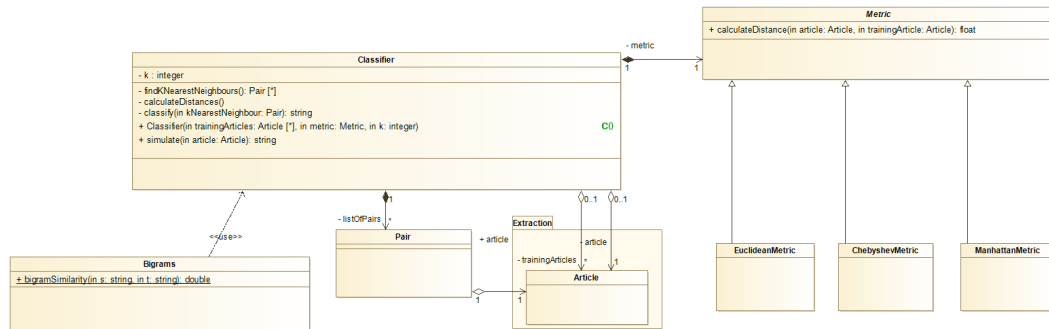 Metric
+ calculateDistance(in article: Article, in trainingArticle: Article): float
- metric
1
1
Classifier
- k : integer
- findKNearestNeighbours(): Pair [*]
- calculateDistances()
- classify(in kNearestNeighbour: Pair): string
+ Classifier(in trainingArticles: Article [*], in metric: Metric, in k: integer)
C()
+ simulate(in article: Article): string
1
0..1
0..1
- listOfPairs
*
Extraction
<<use>>
Pair
+ article
- article
- trainingArticles
*
1
Bigrams
+ bigramSimilarity(in s: string, in t: string): double
Article
1
1
EuclideanMetric
ChebyshevMetric
ManhattanMetric